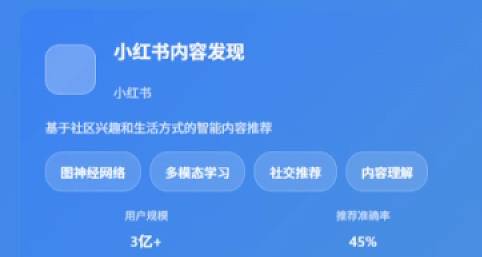 小红书内容发现
小红书
基于社区兴趣和生活方式的智能内容推荐
图神经网络 多模态学习 社交推荐 内容理解
用户规模 推荐准确率
3亿+ 45%